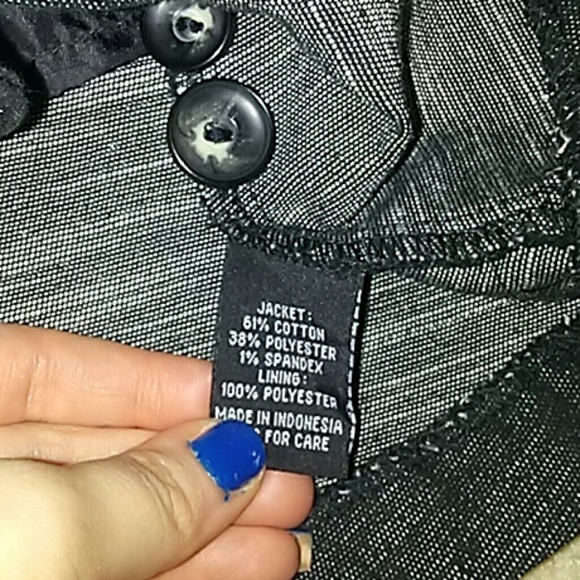 JACKET:
61% COTTON
38% POLYESTER
1% SPANDEX
LINING:
100% POLYESTER
MADE IN INDONESIA
FOR CARE